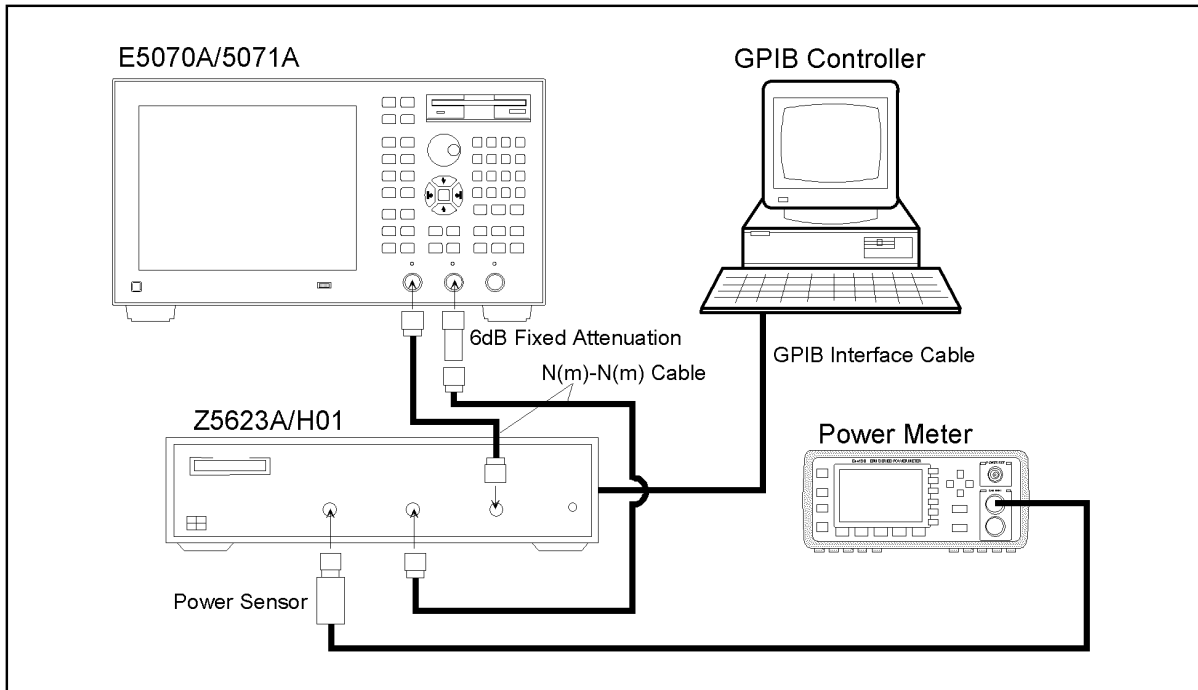 E5070A/5071A
GPIB Controller
6dB Fixed Attenuation
GPIB Interface Cable
N(m)-N(m) Cable
Z5623A/H01
Power Meter
Power Sensor